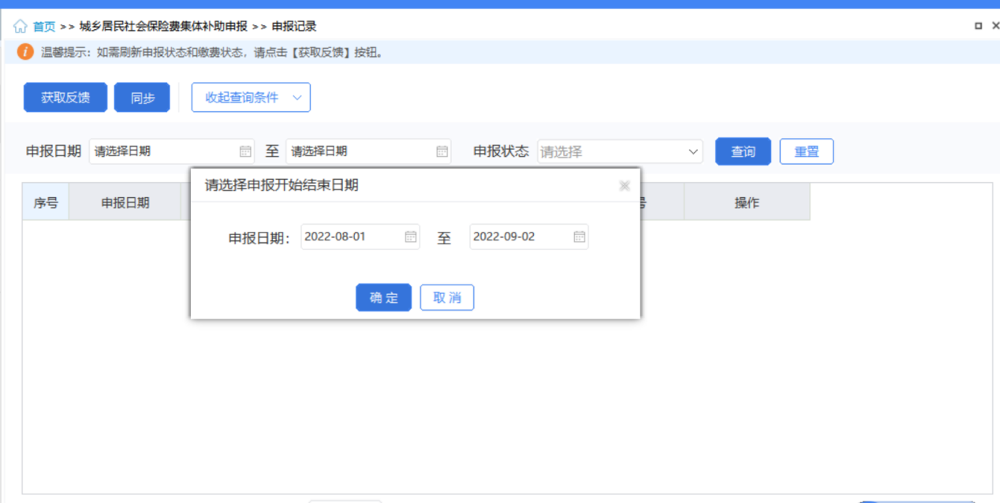 首页 >> 城乡居民社会保险费集体补助申报 >> 申报记录
温馨提示：如需刷新申报状态和缴费状态，请点击【获取反馈】按钮。
获取反馈 同步 收起查询条件
申报日期 请选择日期 至 请选择日期 申报状态 请选择 查询 重置
请选择申报开始结束日期
序号 申报日期 号 操作
申报日期： 2022-08-01 至 2022-09-02
确定 取消